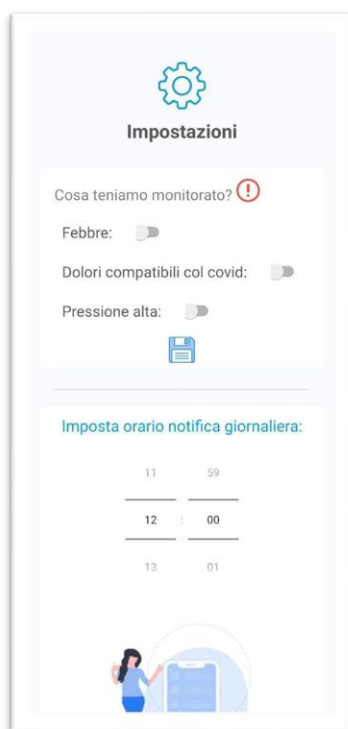 Impostazioni
Cosa teniamo monitorato?
Febbre:
Dolori compatibili col covid:
Pressione alta:
Imposta orario notifica giornaliera:
11 59
12 : 00
13 01